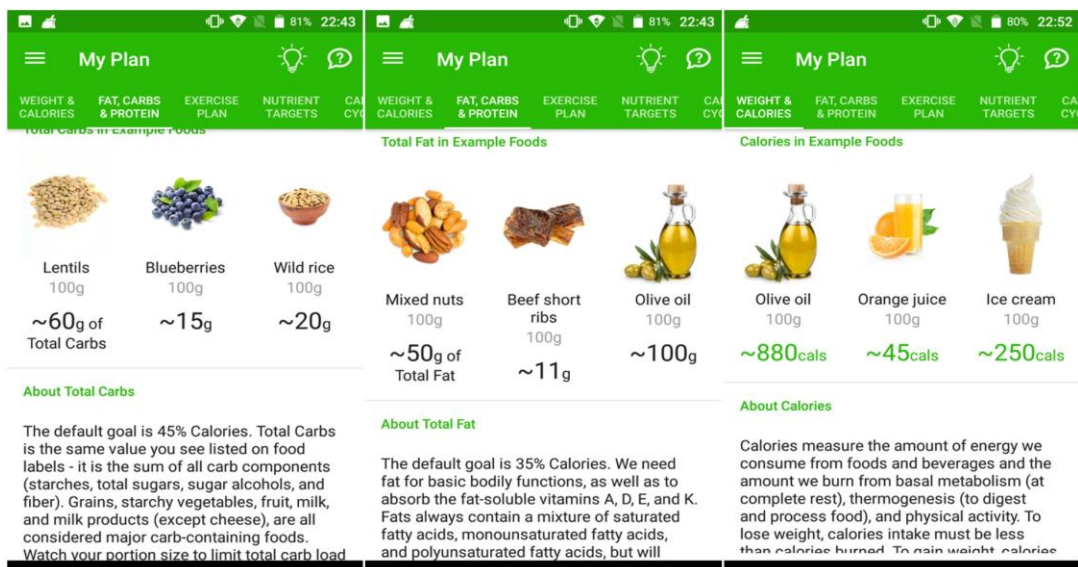 81% 22:43
My Plan
WEIGHT & CALORIES
FAT, CARBS & PROTEIN
EXERCISE PLAN
NUTRIENT TARGETS
Total Carbs in Example Foods
Lentils
100g
~60g of
Total Carbs
Blueberries
100g
~15g
Wild rice
100g
~20g
About Total Carbs
The default goal is 45% Calories. Total Carbs
is the same value you see listed on food
labels - it is the sum of all carb components
(starches, total sugars, sugar alcohols, and
fiber). Grains, starchy vegetables, fruit, milk,
and milk products (except cheese), are all
considered major carb-containing foods.
Watch your portion size to limit total carb load
81% 22:43
My Plan
WEIGHT & CALORIES
FAT, CARBS & PROTEIN
EXERCISE PLAN
NUTRIENT TARGETS
Total Fat in Example Foods
Mixed nuts
100g
~50g of
Total Fat
Beef short
ribs
100g
~11g
Olive oil
100g
~100g
About Total Fat
The default goal is 35% Calories. We need
fat for basic bodily functions, as well as to
absorb the fat-soluble vitamins A, D, E, and K.
Fats always contain a mixture of saturated
fatty acids, monounsaturated fatty acids,
and polyunsaturated fatty acids, but will
80% 22:52
My Plan
WEIGHT & CALORIES
FAT, CARBS & PROTEIN
EXERCISE PLAN
NUTRIENT TARGETS
Calories in Example Foods
Olive oil
100g
~880cals
Orange juice
100g
~45cals
Ice cream
100g
~250cals
About Calories
Calories measure the amount of energy we
consume from foods and beverages and the
amount we burn from basal metabolism (at
complete rest), thermogenesis (to digest
and process food), and physical activity. To
lose weight, calories intake must be less
than calories burned. To gain weight, calories